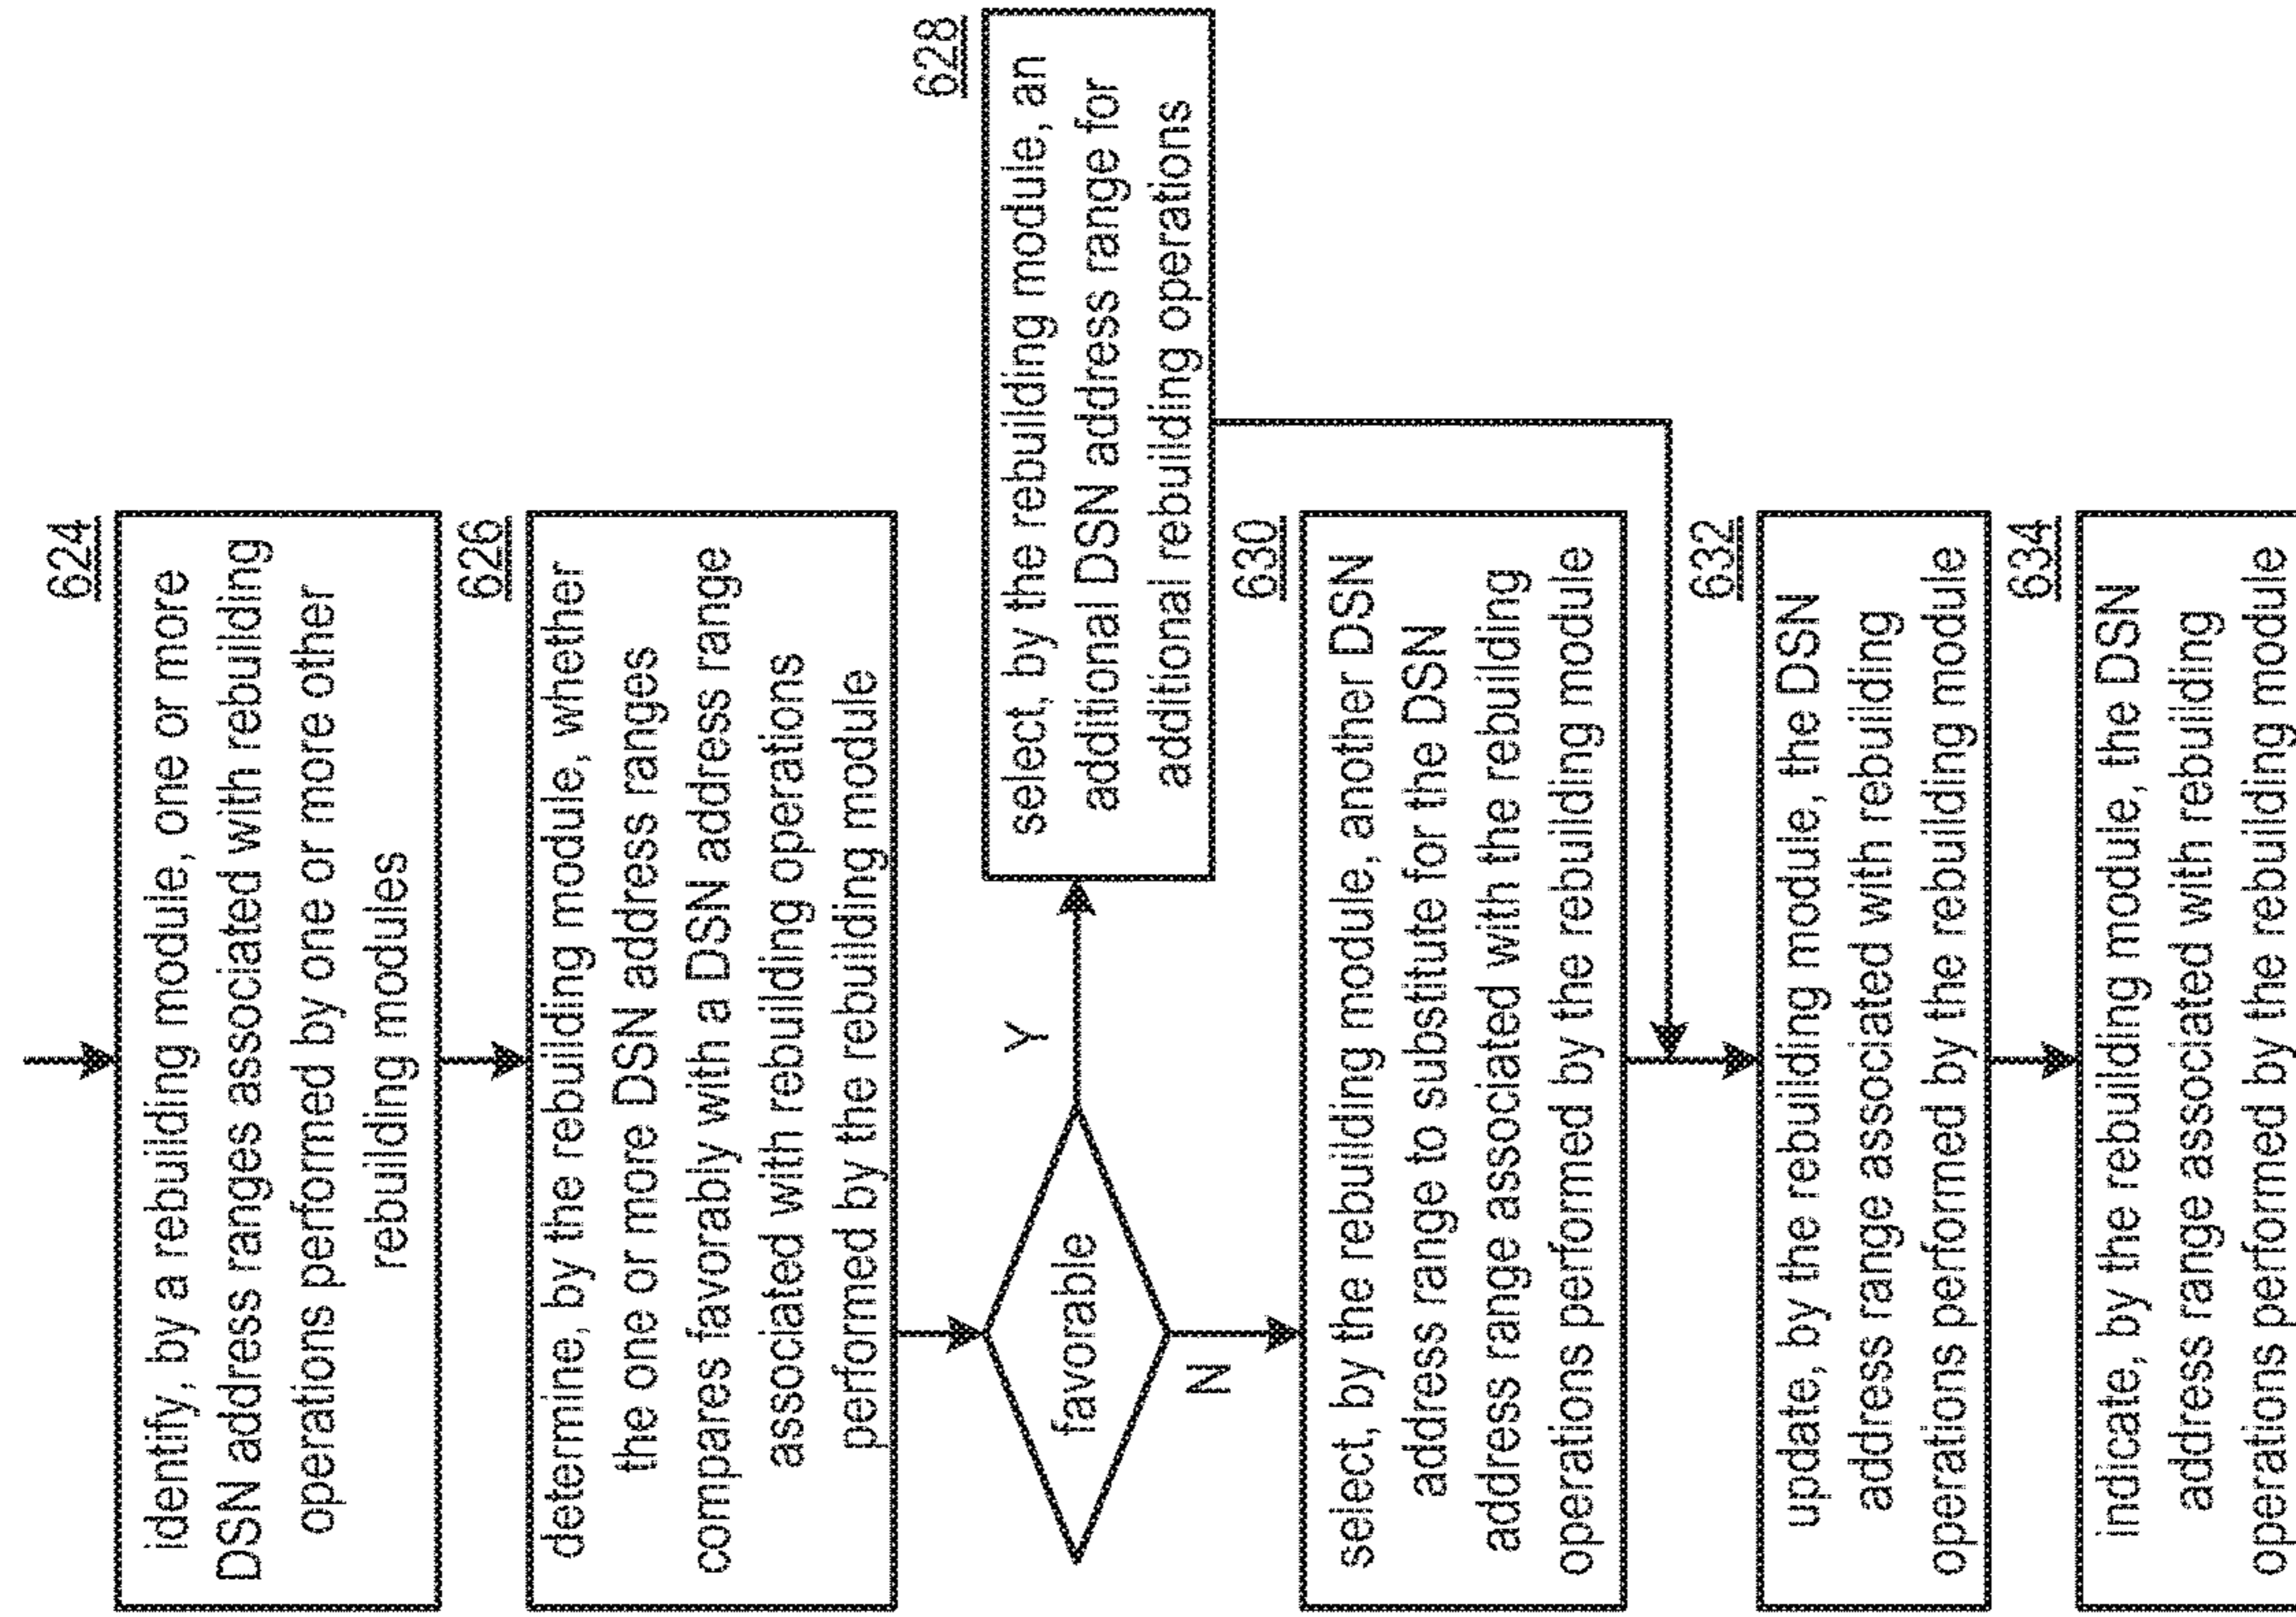 624
identify, by a rebuilding module, one or more
DSN address ranges associated with rebuilding
operations performed by one or more other
rebuilding modules
626
determine, by the rebuilding module, whether
the one or more DSN address ranges
compares favorably with a DSN address range
associated with rebuilding operations
performed by the rebuilding module
favorable
Y
N
628
select, by the rebuilding module, an
additional DSN address range for
additional rebuilding operations
630
select, by the rebuilding module, another DSN
address range to substitute for the DSN
address range associated with the rebuilding
operations performed by the rebuilding module
632
update, by the rebuilding module, the DSN
address range associated with rebuilding
operations performed by the rebuilding module
634
indicate, by the rebuilding module, the DSN
address range associated with rebuilding
operations performed by the rebuilding module